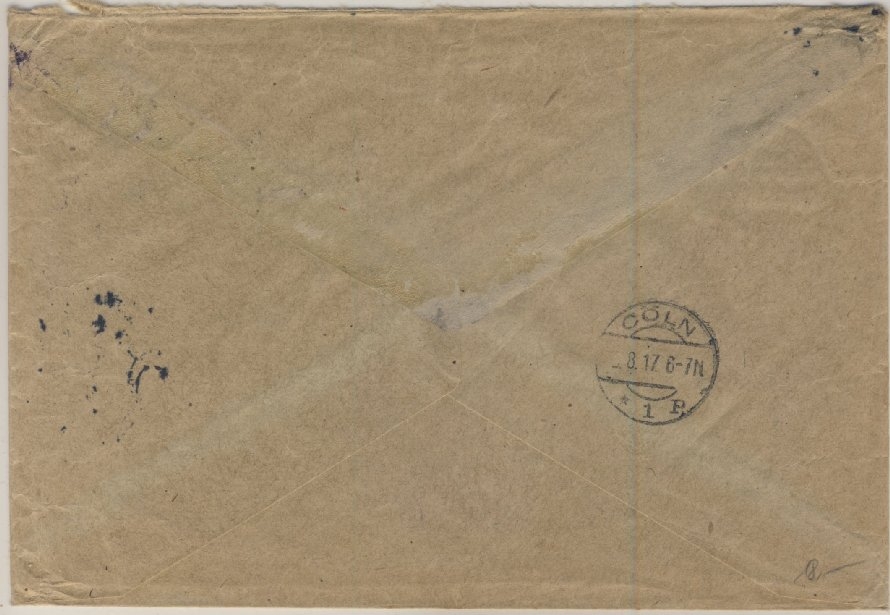 CÖLN
8.17. 6-7N
* 1 P.